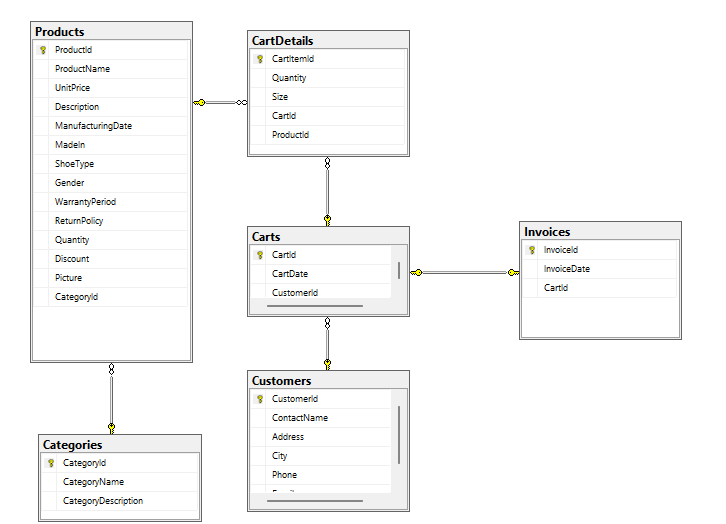 Products
ProductId
ProductName
UnitPrice
Description
ManufacturingDate
MadeIn
ShoeType
Gender
WarrantyPeriod
ReturnPolicy
Quantity
Discount
Picture
CategoryId
CartDetails
CartItemId
Quantity
Size
CartId
ProductId
Carts
CartId
CartDate
CustomerId
Invoices
InvoiceId
InvoiceDate
CartId
Customers
CustomerId
ContactName
Address
City
Phone
Categories
CategoryId
CategoryName
CategoryDescription